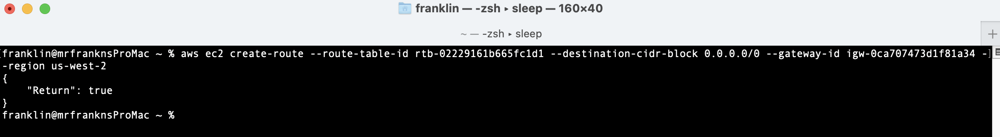 franklin — -zsh ▸ sleep — 160×40
~ — -zsh ▸ sleep
franklin@mrfranknsProMac ~ % aws ec2 create-route --route-table-id rtb-02229161b665fc1d1 --destination-cidr-block 0.0.0.0/0 --gateway-id igw-0ca707473d1f81a34 -
-region us-west-2
{
    "Return": true
}
franklin@mrfranknsProMac ~ %